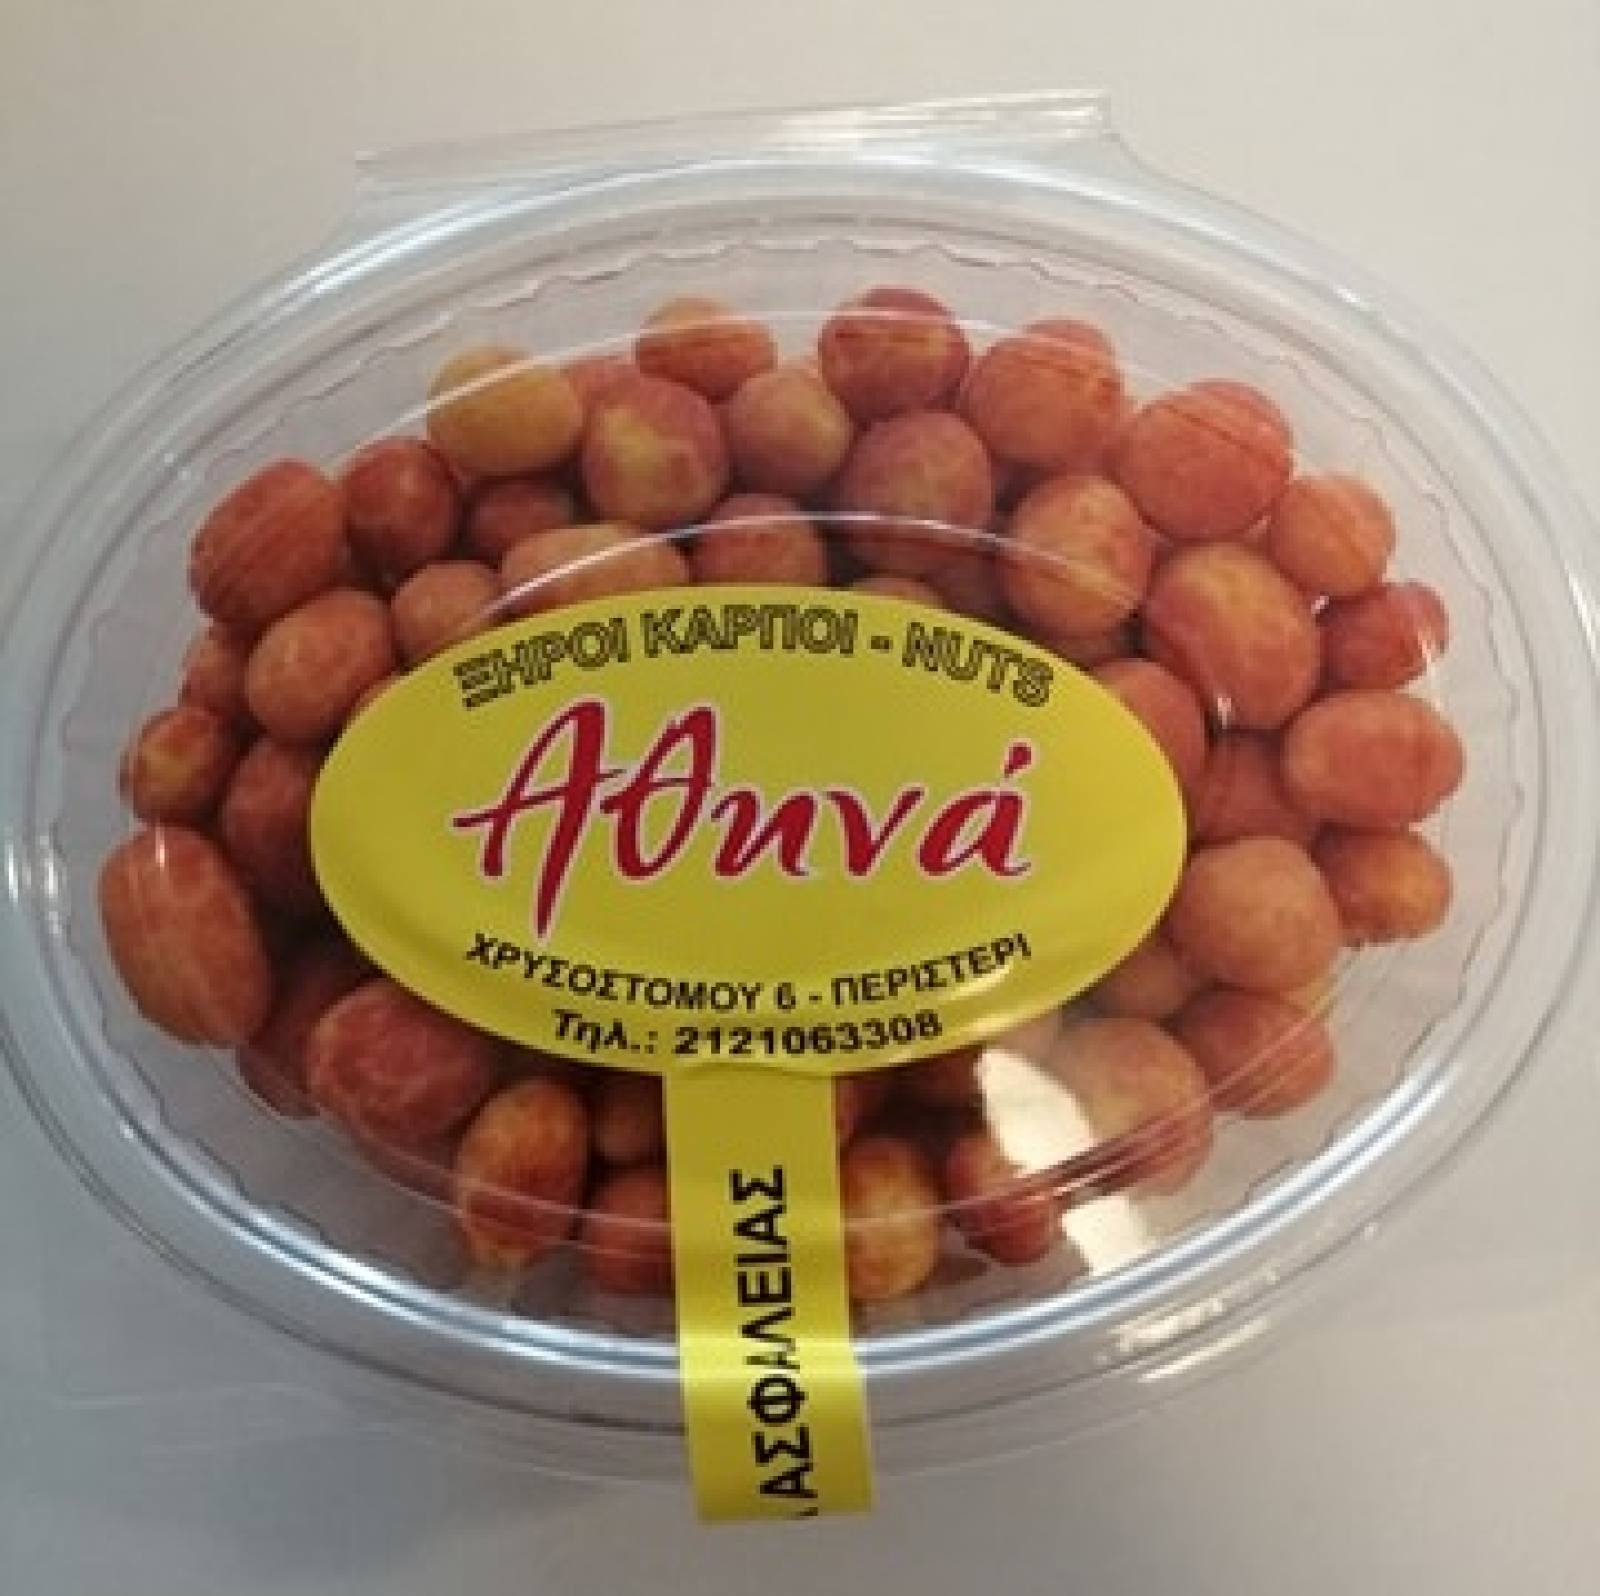 ΞΗΡΟΙ ΚΑΡΠΟΙ - NUTS
Αθηνά
ΧΡΥΣΟΣΤΟΜΟΥ 6 - ΠΕΡΙΣΤΕΡΙ
Τηλ.: 2121063308
ΑΣΦΑΛΕΙΑΣ